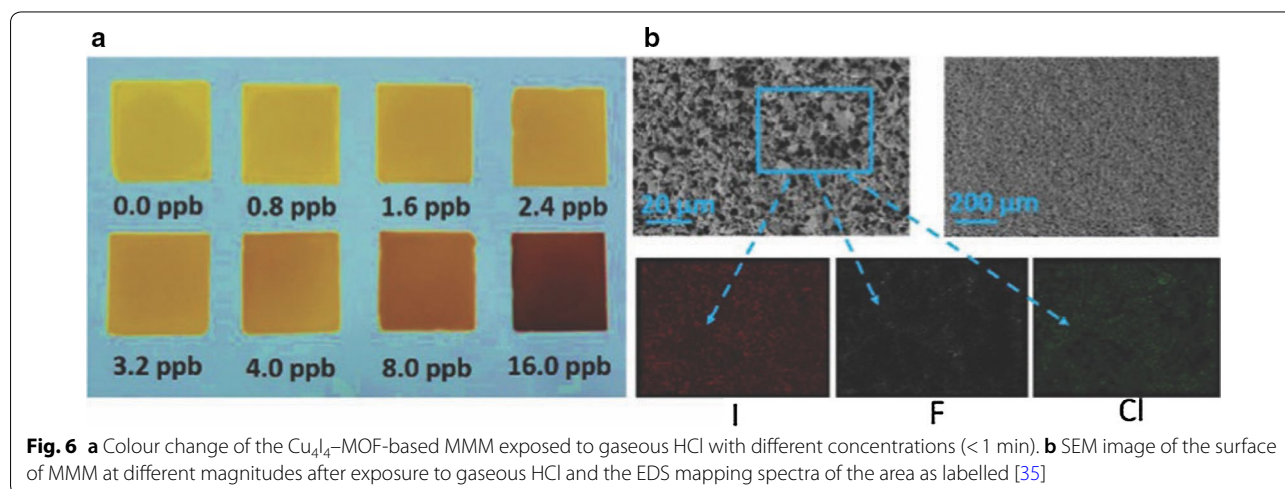 a
b
0.0 ppb 0.8 ppb 1.6 ppb 2.4 ppb
3.2 ppb 4.0 ppb 8.0 ppb 16.0 ppb
20 μm
200 μm
I F Cl
Fig. 6 a Colour change of the Cu₄I₄–MOF-based MMM exposed to gaseous HCl with different concentrations (< 1 min). b SEM image of the surface
of MMM at different magnitudes after exposure to gaseous HCl and the EDS mapping spectra of the area as labelled [35]